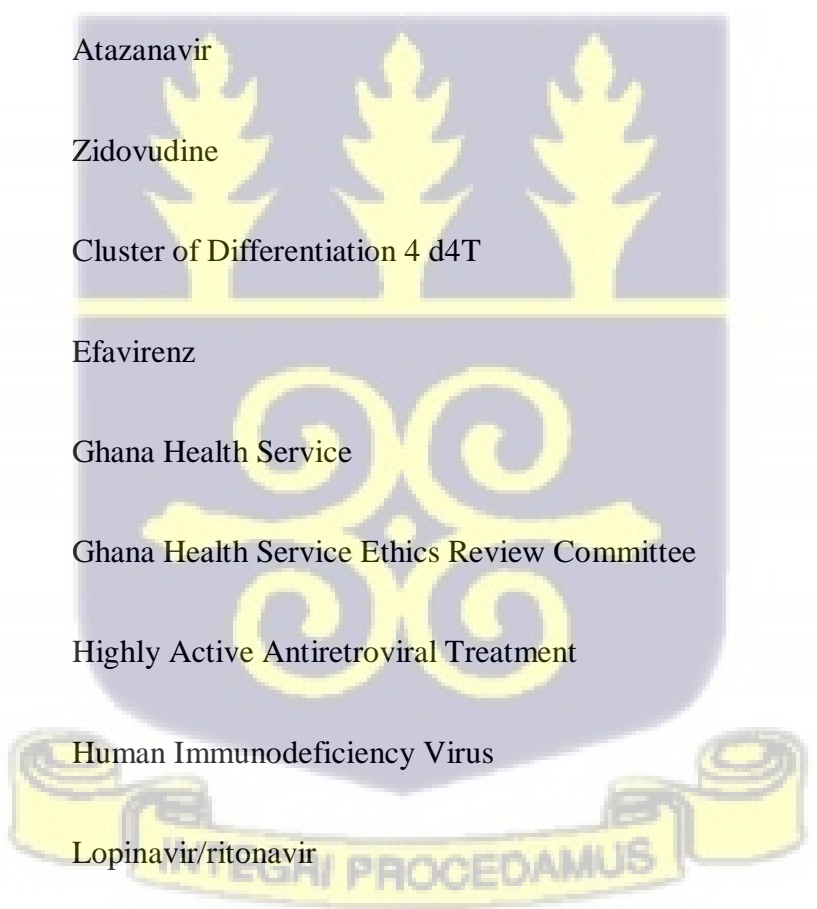 Atazanavir
Zidovudine
Cluster of Differentiation 4 d4T
Efavirenz
Ghana Health Service
Ghana Health Service Ethics Review Committee
Highly Active Antiretroviral Treatment
Human Immunodeficiency Virus
Lopinavir/ritonavir
INTEGRI PROCEDAMUS